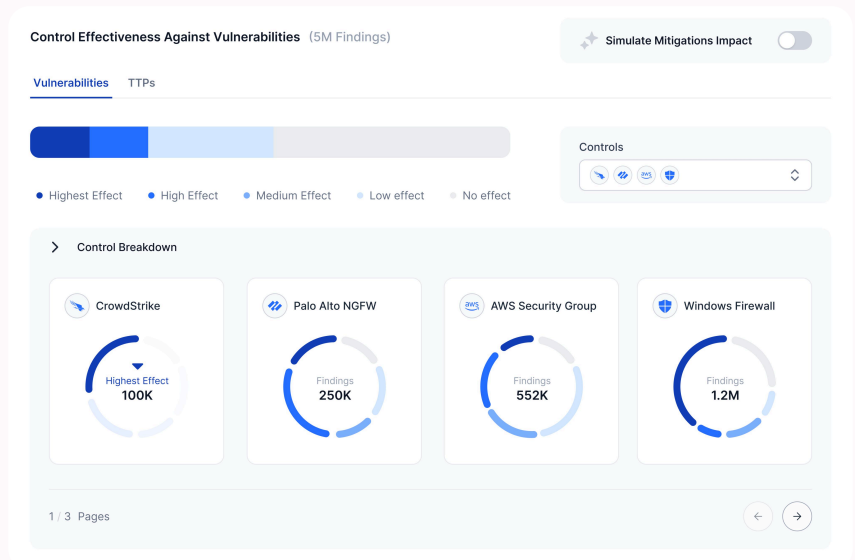 Control Effectiveness Against Vulnerabilities (5M Findings)
Simulate Mitigations Impact
Vulnerabilities TTPs
Controls
aws
Highest Effect High Effect Medium Effect Low effect No effect
Control Breakdown
CrowdStrike
Highest Effect
100K
Palo Alto NGFW
Findings
250K
aws AWS Security Group
Findings
552K
Windows Firewall
Findings
1.2M
1 / 3 Pages